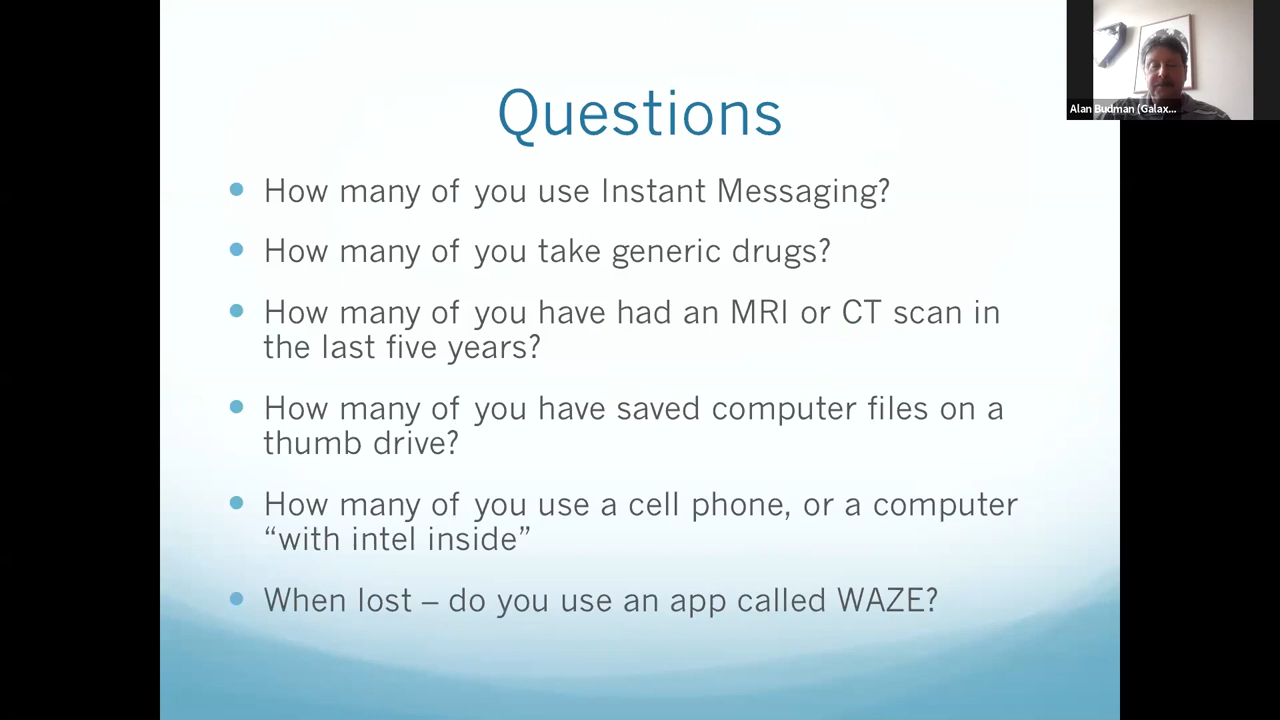 Questions
How many of you use Instant Messaging?
How many of you take generic drugs?
How many of you have had an MRI or CT scan in
the last five years?
How many of you have saved computer files on a
thumb drive?
How many of you use a cell phone, or a computer
“with intel inside”
When lost – do you use an app called WAZE?
Alan Budman (Galax...